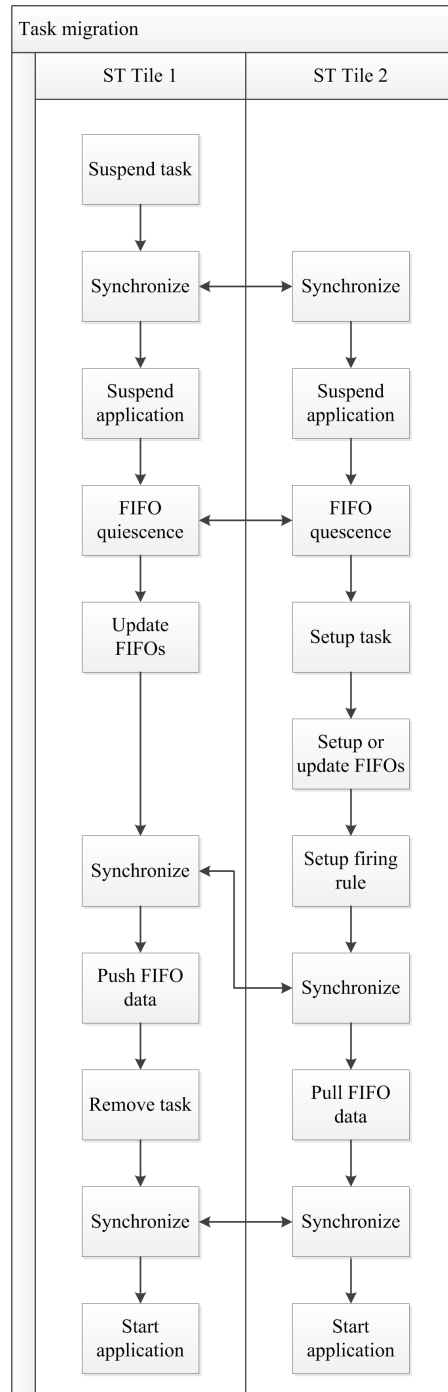 Task migration
ST Tile 1
ST Tile 2
Suspend task
Synchronize
Synchronize
Suspend
application
Suspend
application
FIFO
quiescence
FIFO
quescence
Update
FIFOs
Setup task
Setup or
update FIFOs
Synchronize
Setup firing
rule
Push FIFO
data
Synchronize
Remove task
Pull FIFO
data
Synchronize
Synchronize
Start
application
Start
application